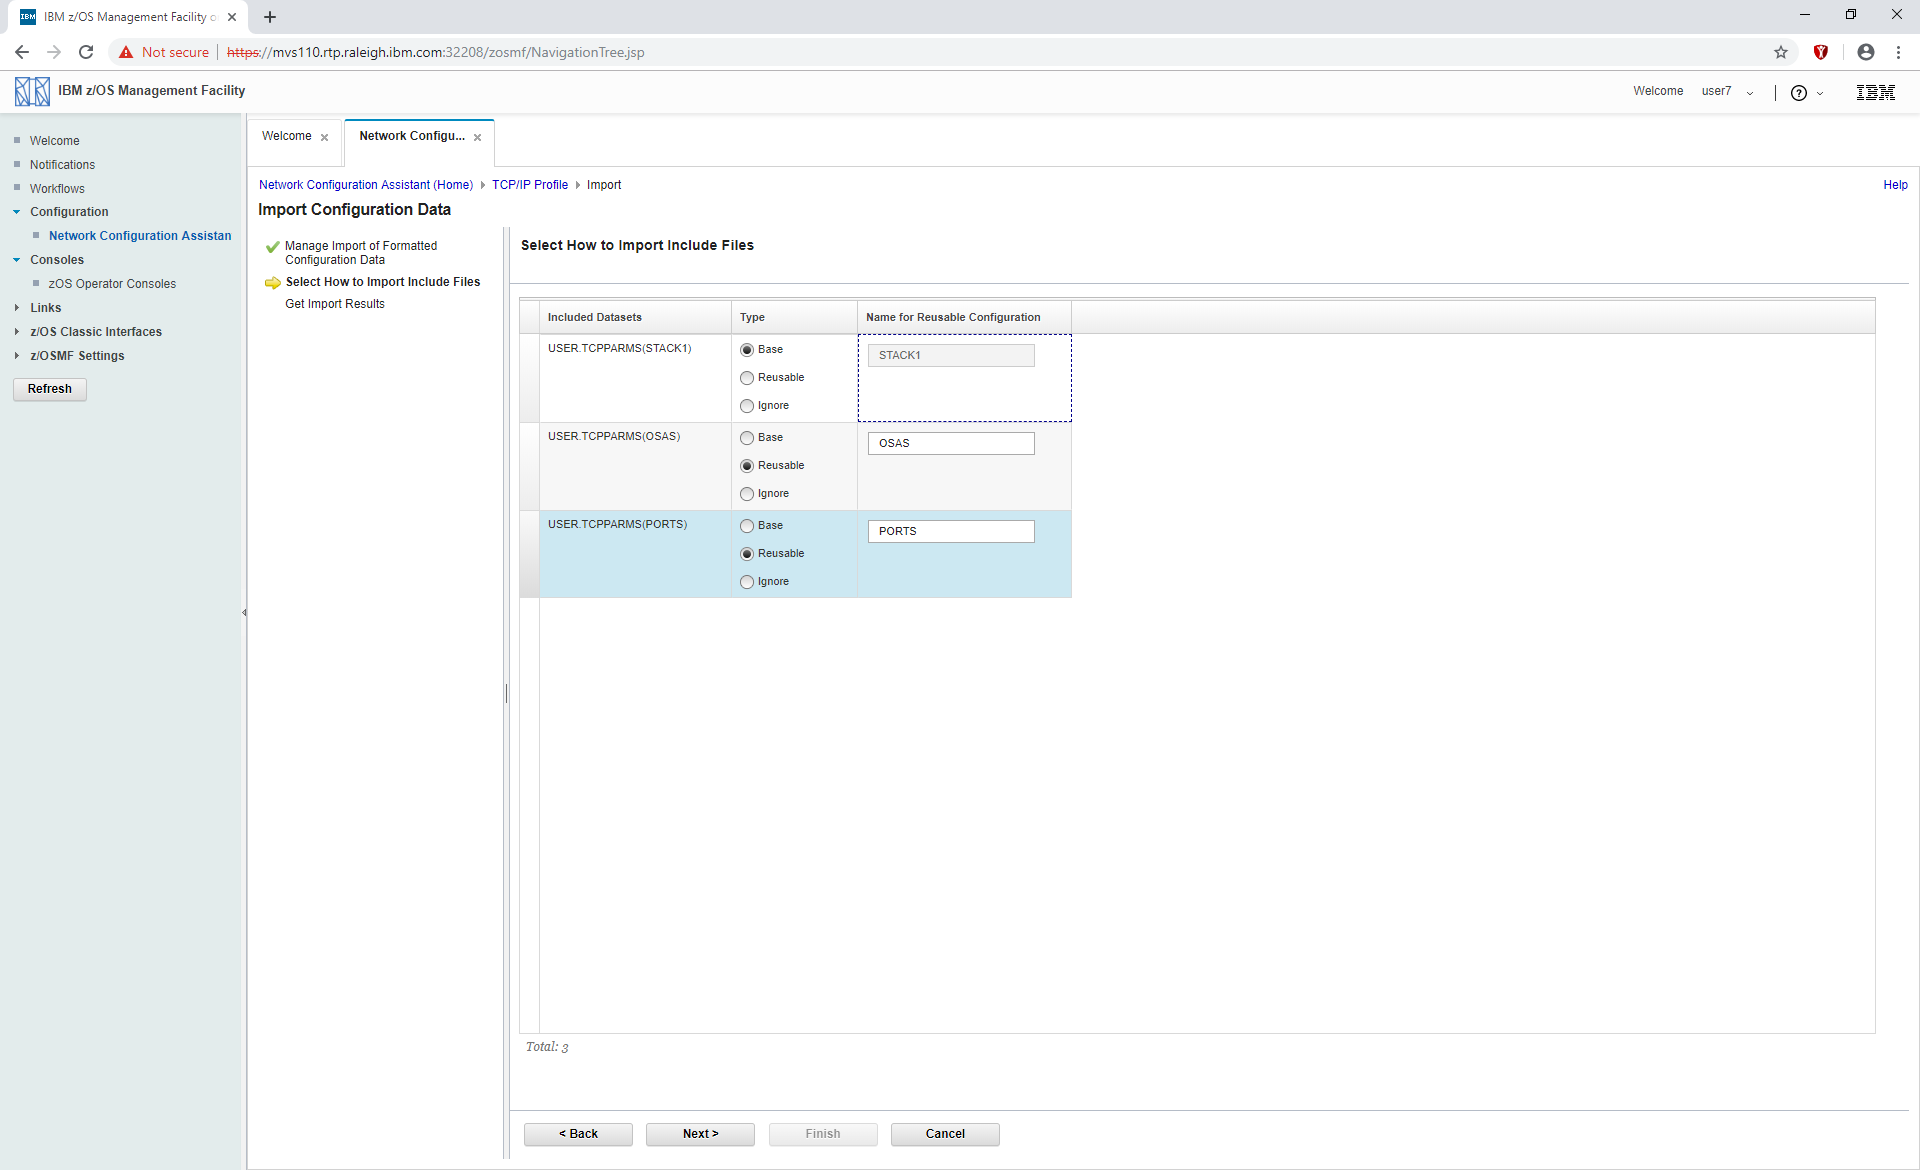 IBM z/OS Management Facility o
Not secure https://mvs110.rtp.raleigh.ibm.com:32208/zosmf/NavigationTree.jsp
IBM z/OS Management Facility
Welcome user7
IBM
Welcome
Notifications
Workflows
Configuration
Network Configuration Assistan
Consoles
zOS Operator Consoles
Links
z/OS Classic Interfaces
z/OSMF Settings
Refresh
Welcome
Network Configu...
Network Configuration Assistant (Home) TCP/IP Profile Import
Help
Import Configuration Data
Manage Import of Formatted
Configuration Data
Select How to Import Include Files
Get Import Results
Select How to Import Include Files
Included Datasets Type Name for Reusable Configuration
USER.TCPPARMS(STACK1) Base STACK1
Reusable
Ignore
USER.TCPPARMS(OSAS) Base OSAS
Reusable
Ignore
USER.TCPPARMS(PORTS) Base PORTS
Reusable
Ignore
Total: 3
< Back Next > Finish Cancel